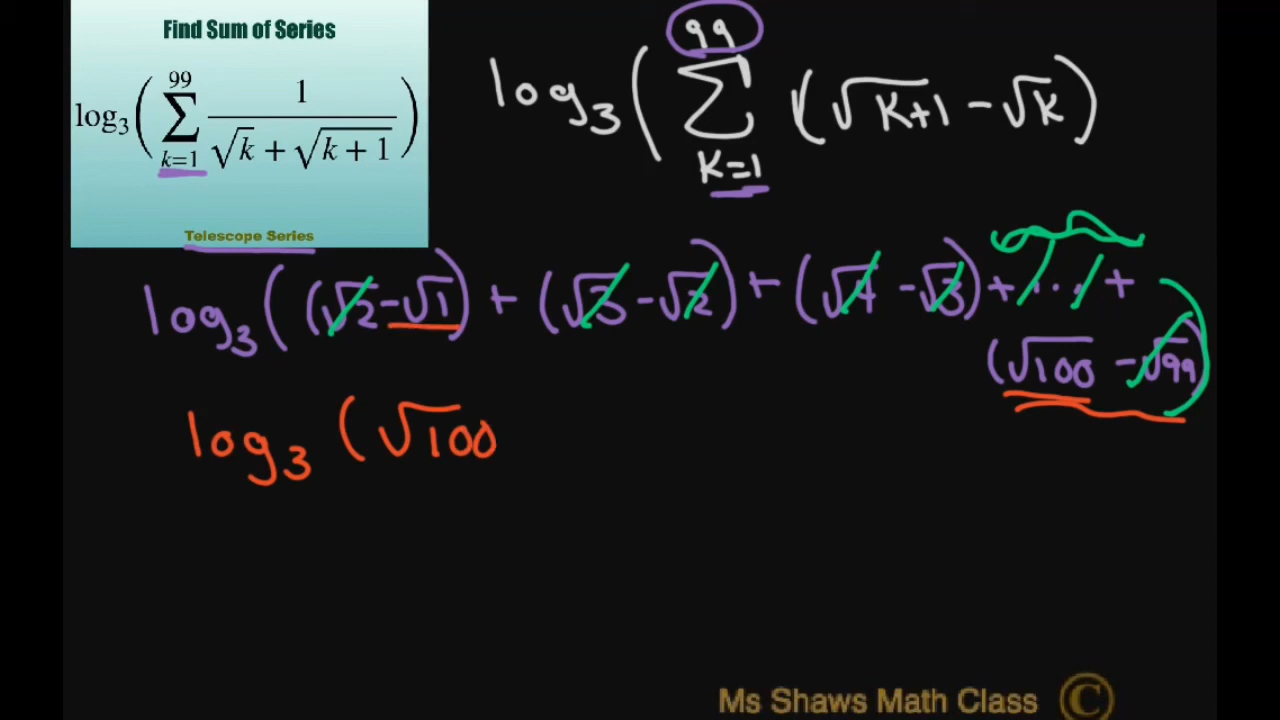 Find Sum of Series
log₃(∑_{k=1}^{99} 1/(√k + √(k + 1)))
Telescope Series
log₃(∑_{K=1}^{99} (√(K+1) - √K)
log₃((√2 - √1) + (√3 - √2) + (√4 - √3) + ... +
(√100 - √99)
log₃(√100
Ms Shaws Math Class ©